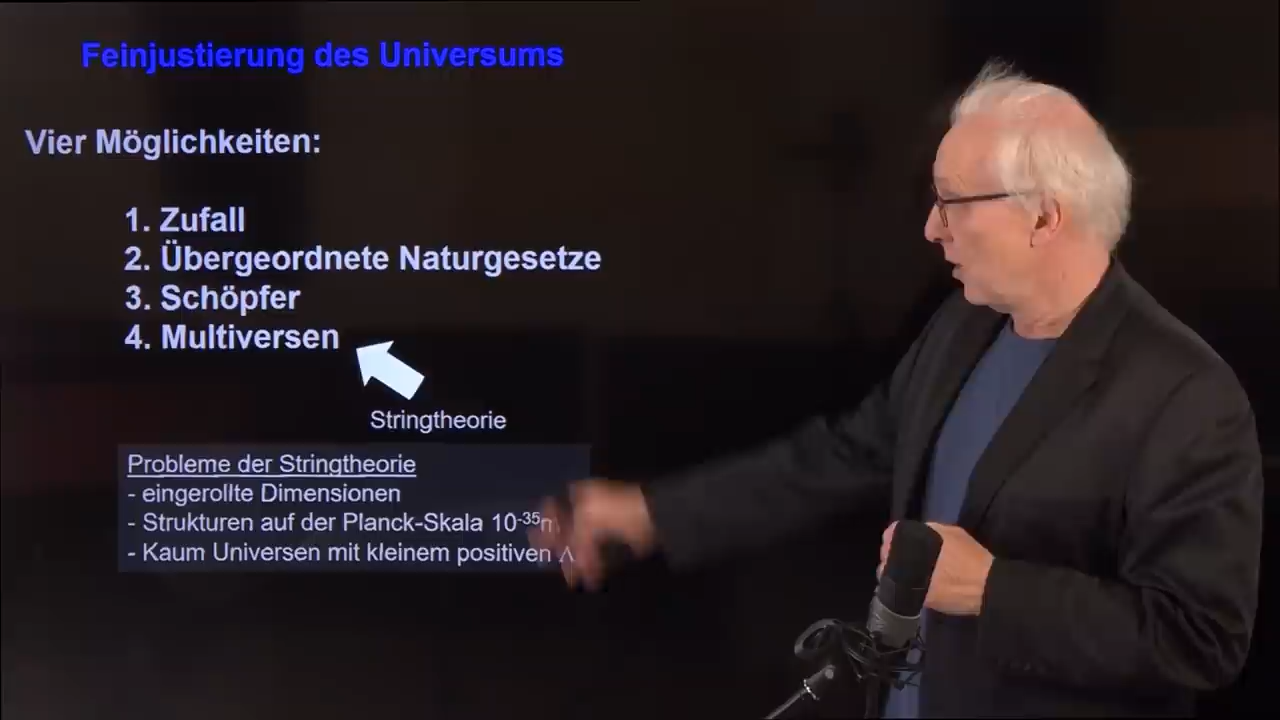 Feinjustierung des Universums
Vier Möglichkeiten:
1. Zufall
2. Übergeordnete Naturgesetze
3. Schöpfer
4. Multiversen
Stringtheorie
Probleme der Stringtheorie
- eingerollte Dimensionen
- Strukturen auf der Planck-Skala 10⁻³⁵m
- Kaum Universen mit kleinem positiven Λ